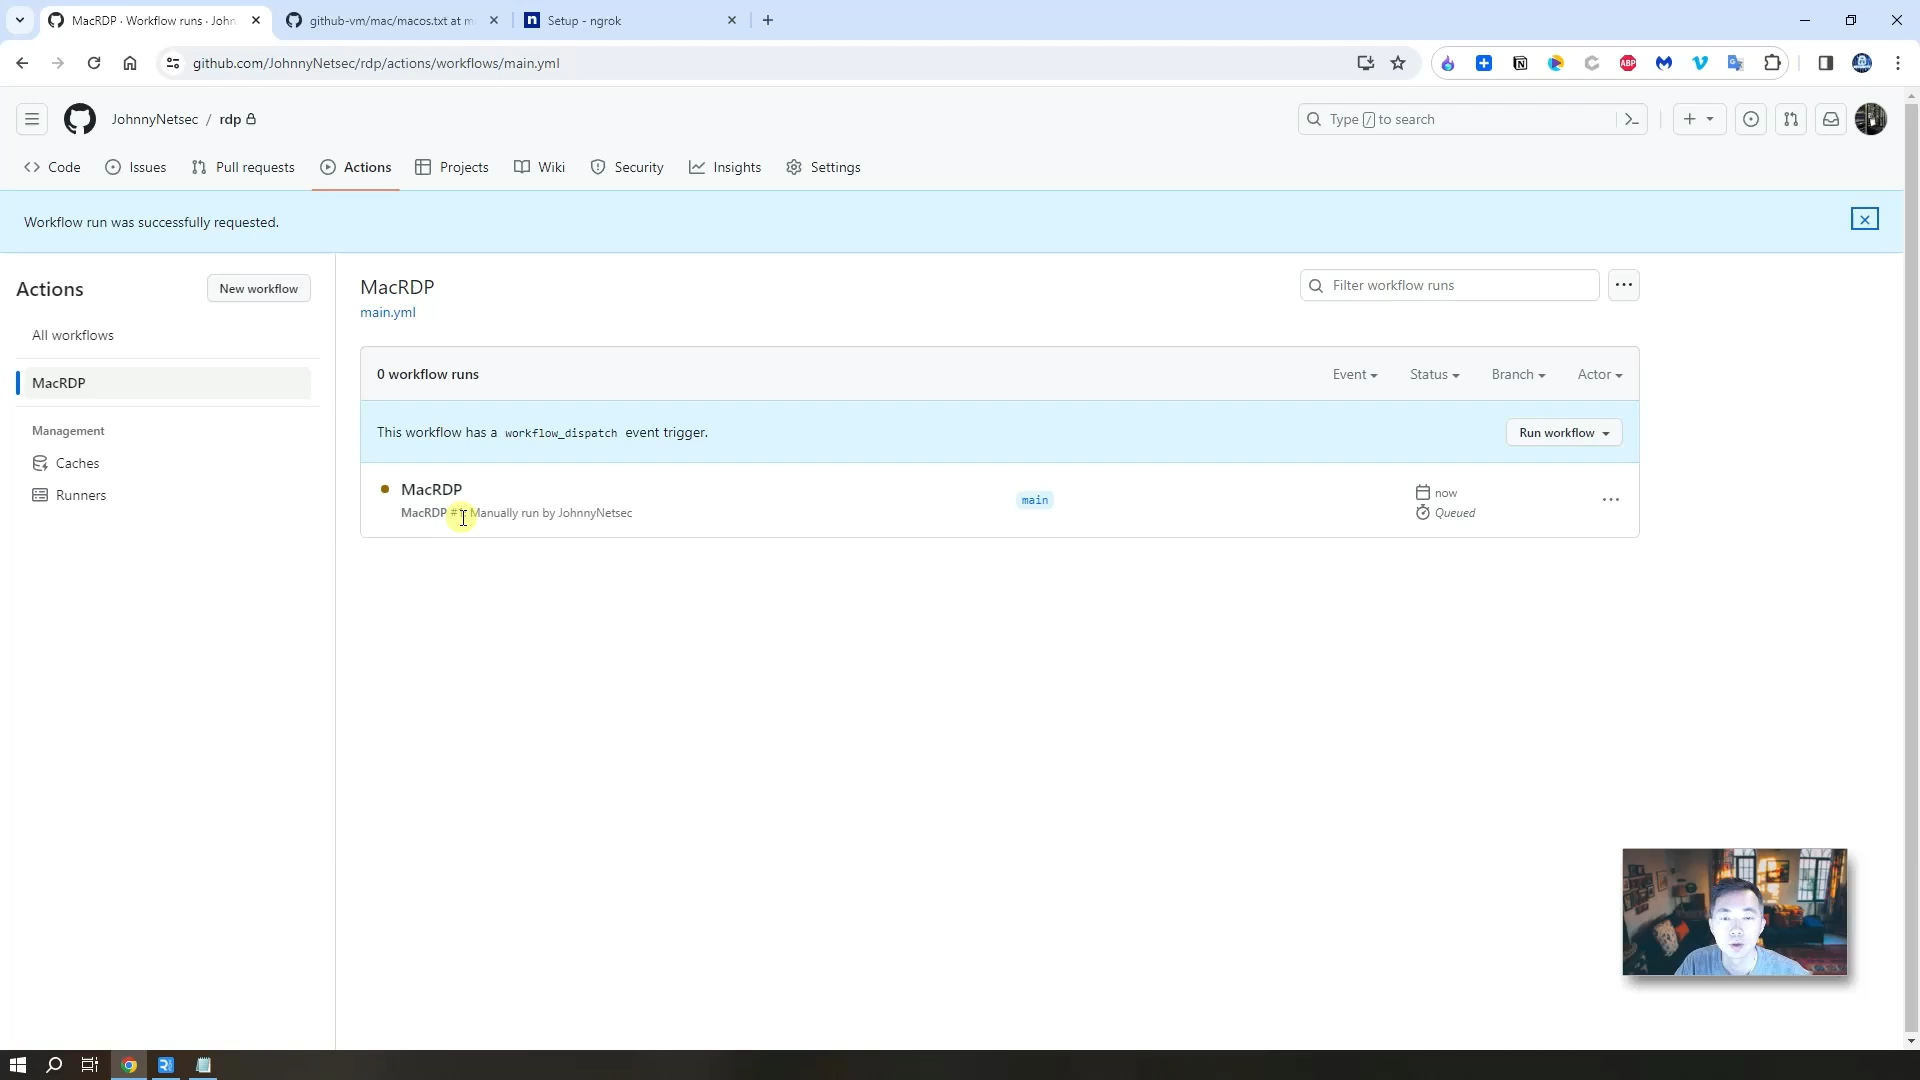 MacRDP · Workflow runs · John
github-vm/mac/macos.txt at m
Setup - ngrok
github.com/JohnnyNetsec/rdp/actions/workflows/main.yml
JohnnyNetsec / rdp
Type / to search
Code
Issues
Pull requests
Actions
Projects
Wiki
Security
Insights
Settings
Workflow run was successfully requested.
Actions
New workflow
All workflows
MacRDP
Management
Caches
Runners
MacRDP
main.yml
Filter workflow runs
0 workflow runs
Event
Status
Branch
Actor
This workflow has a workflow_dispatch event trigger.
Run workflow
MacRDP
MacRDP Manually run by JohnnyNetsec
main
now
Queued
ABP